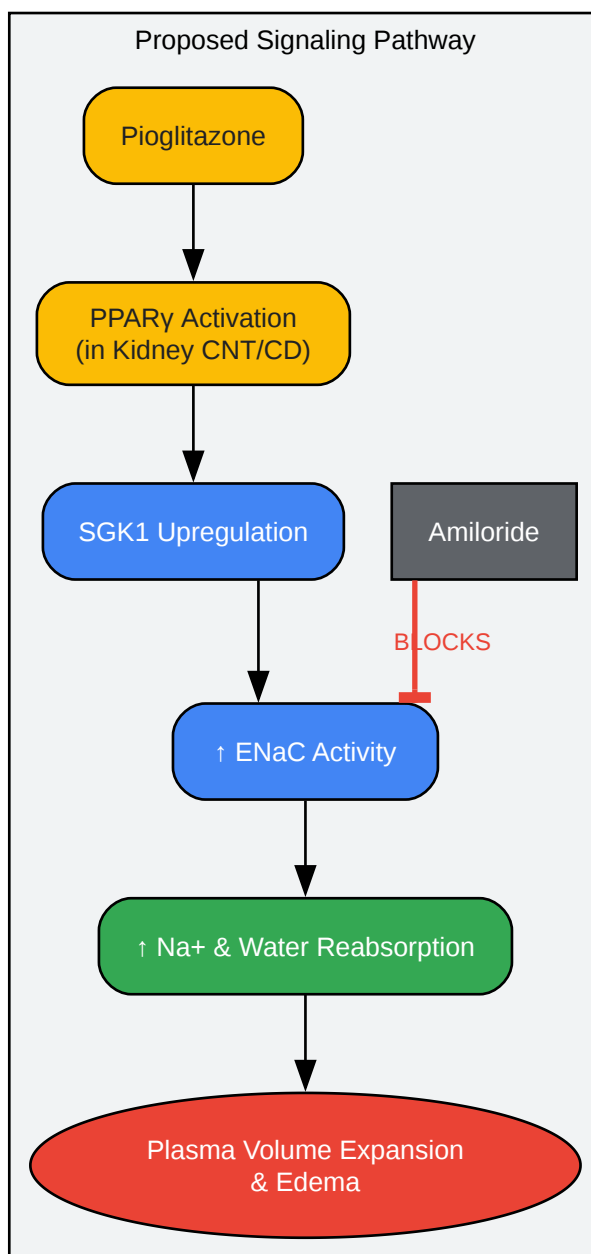 Proposed Signaling Pathway
Pioglitazone
PPARγ Activation
(in Kidney CNT/CD)
SGK1 Upregulation
Amiloride
BLOCKS
↑ ENaC Activity
↑ Na+ & Water Reabsorption
Plasma Volume Expansion
& Edema